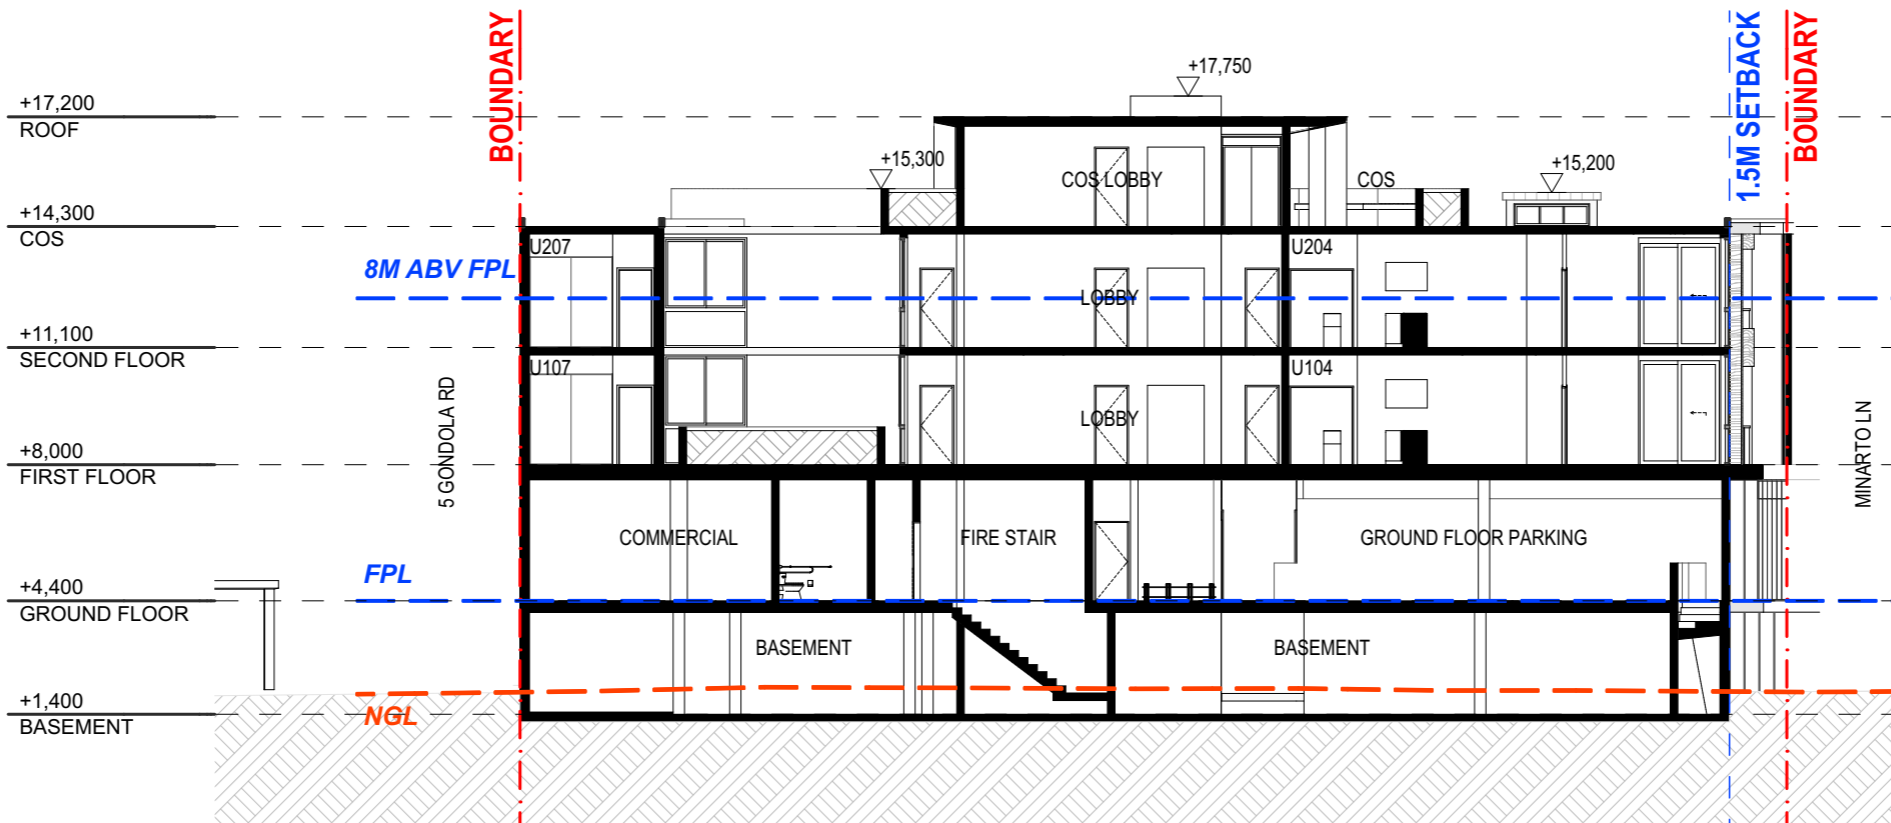 BOUNDARY
1.5M SETBACK
BOUNDARY
+17,750
+17,200
ROOF
+15,300
+15,200
COS LOBBY
COS
+14,300
COS
U207
U204
8M ABV FPL
LOBBY
+11,100
SECOND FLOOR
U107
U104
5 GONDOLA RD
LOBBY
MINARTO LN
+8,000
FIRST FLOOR
COMMERCIAL
FIRE STAIR
GROUND FLOOR PARKING
FPL
+4,400
GROUND FLOOR
BASEMENT
BASEMENT
+1,400
BASEMENT
NGL